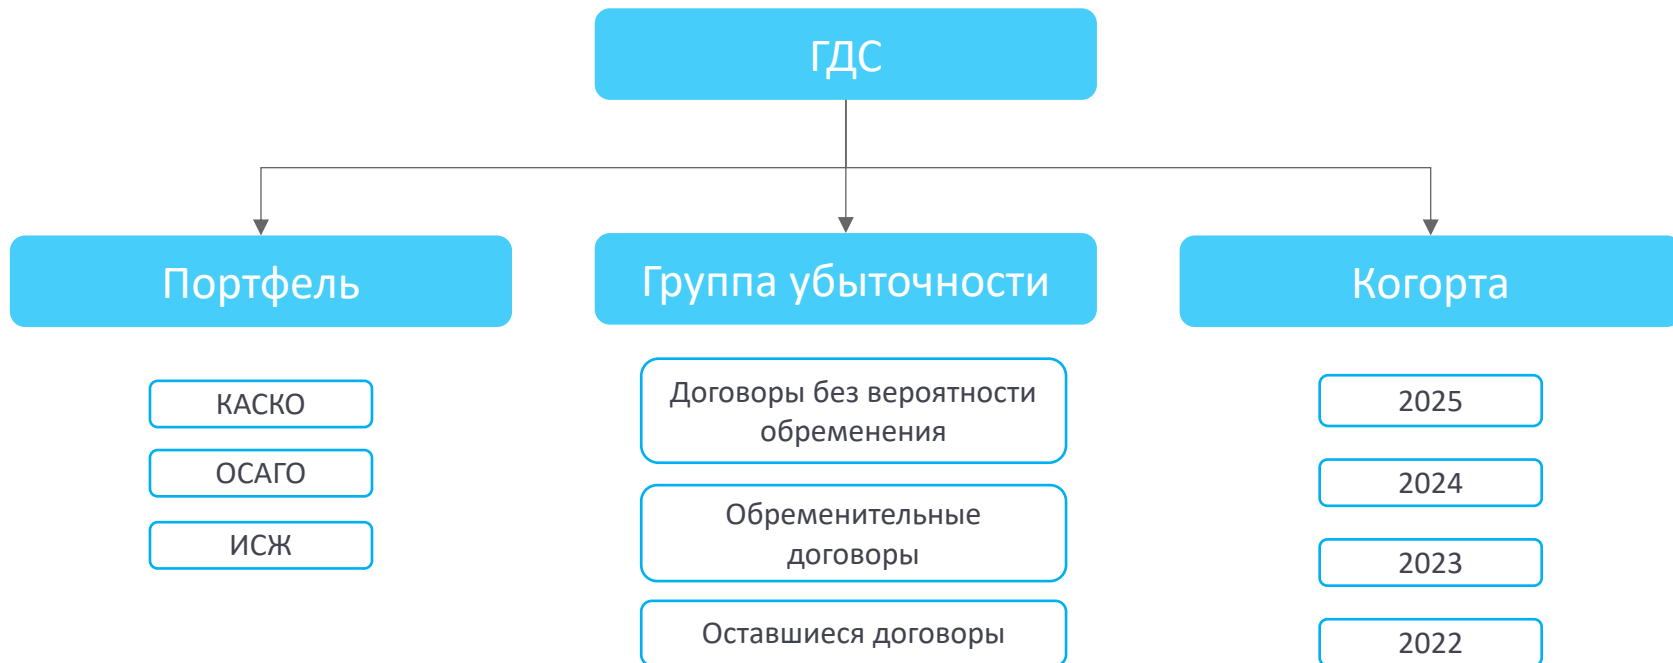 ГДС
Портфель
Группа убыточности
Когорта
КАСКО
ОСАГО
ИСЖ
Договоры без вероятности
обременения
Обременительные
договоры
Оставшиеся договоры
2025
2024
2023
2022